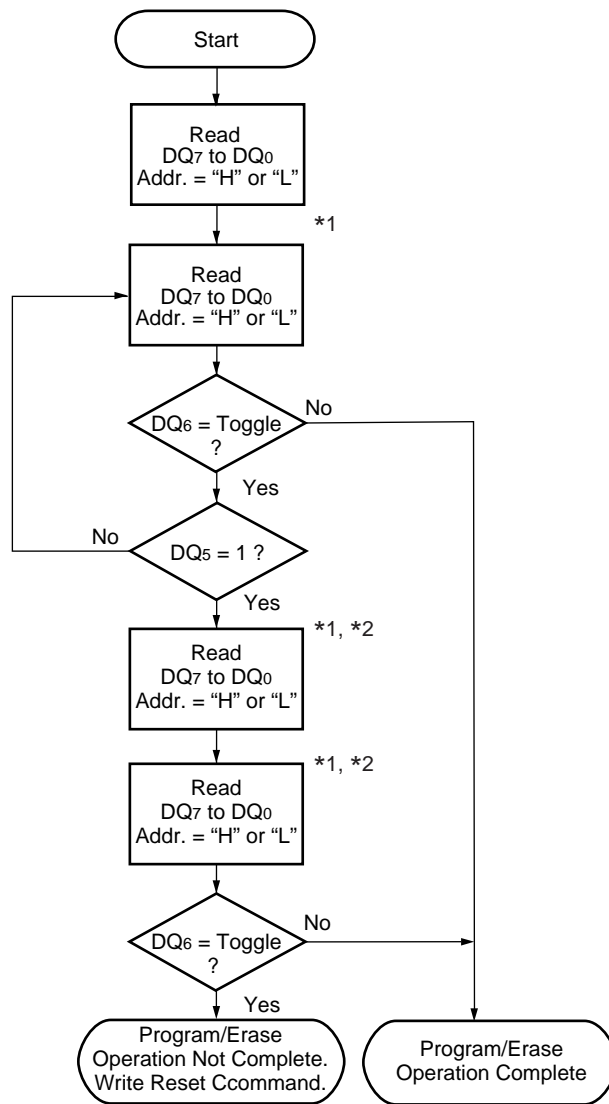 Start
Read
DQ7 to DQ0
Addr. = “H” or “L”
*1
Read
DQ7 to DQ0
Addr. = “H” or “L”
DQ6 = Toggle
?
No
Yes
No
DQ5 = 1 ?
Yes
*1, *2
Read
DQ7 to DQ0
Addr. = “H” or “L”
*1, *2
Read
DQ7 to DQ0
Addr. = “H” or “L”
No
DQ6 = Toggle
?
Yes
Program/Erase
Operation Not Complete.
Write Reset Ccommand.
Program/Erase
Operation Complete